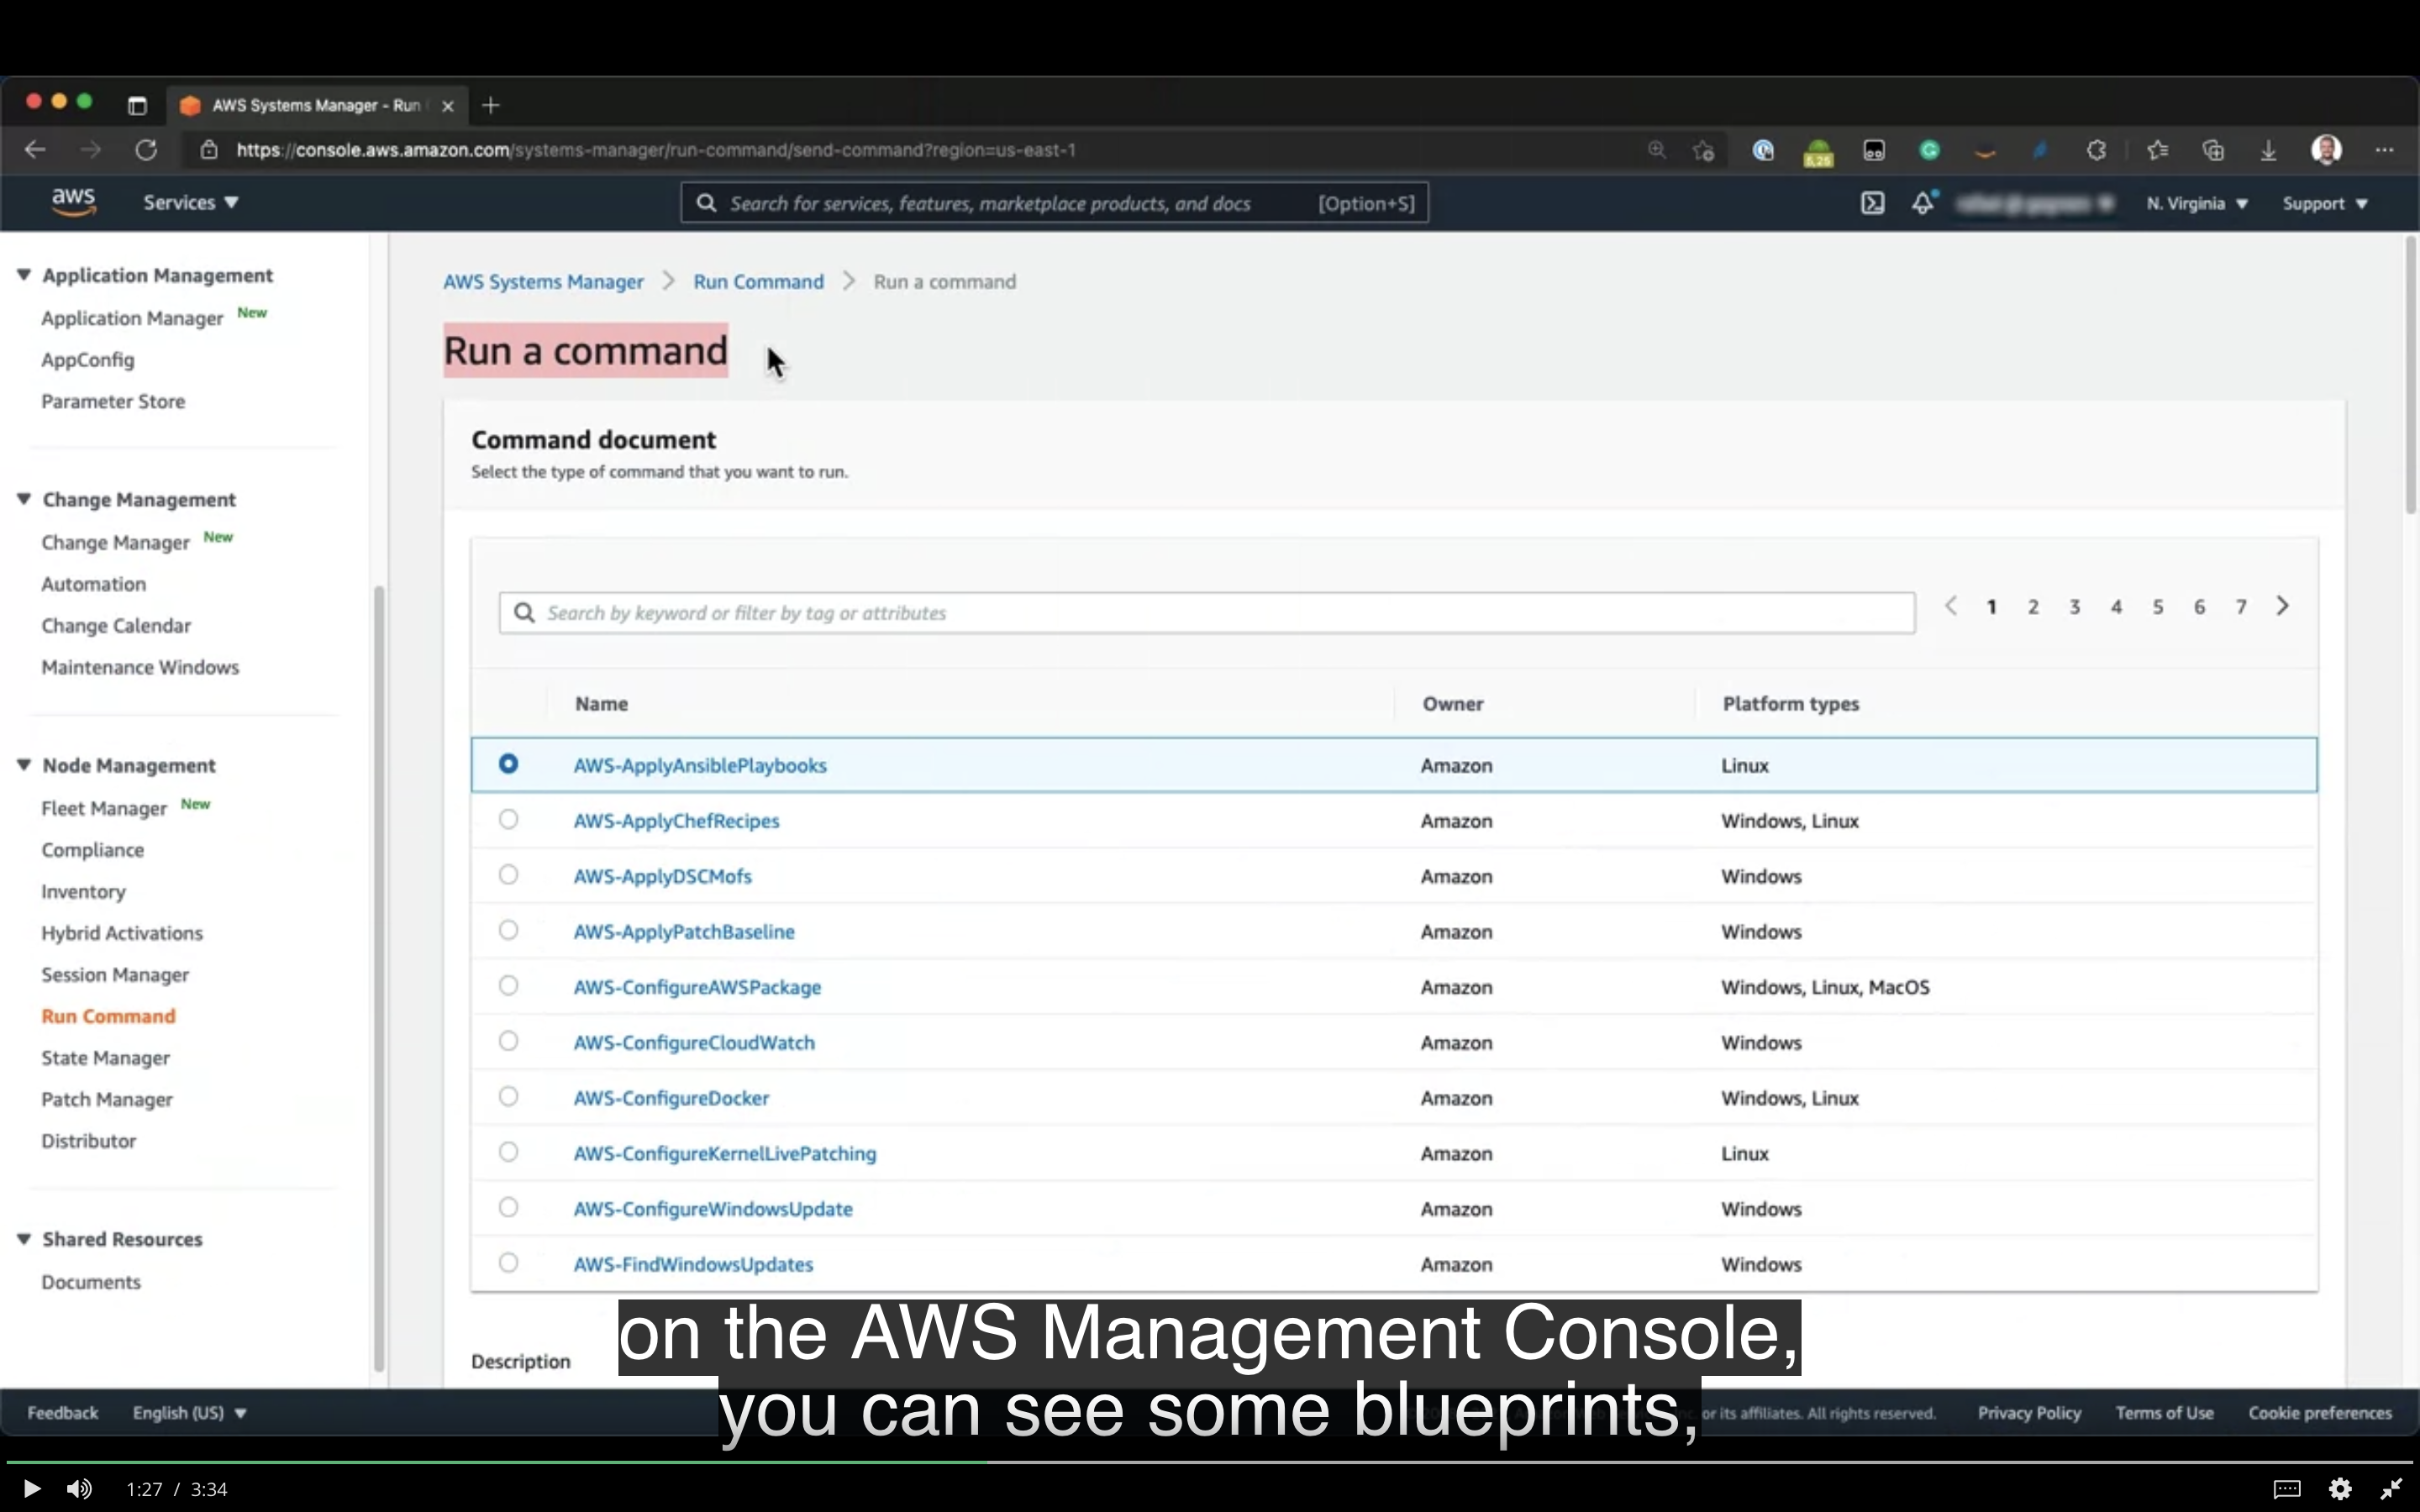 AWS Systems Manager - Run
https://console.aws.amazon.com/systems-manager/run-command/send-command?region=us-east-1
5,25
aws
Services
Search for services, features, marketplace products, and docs
[Option+S]
N. Virginia
Support
Application Management
Application Manager New
AppConfig
Parameter Store
Change Management
Change Manager New
Automation
Change Calendar
Maintenance Windows
Node Management
Fleet Manager New
Compliance
Inventory
Hybrid Activations
Session Manager
Run Command
State Manager
Patch Manager
Distributor
Shared Resources
Documents
AWS Systems Manager > Run Command > Run a command
Run a command
Command document
Select the type of command that you want to run.
Search by keyword or filter by tag or attributes
1 2 3 4 5 6 7
Name Owner Platform types
AWS-ApplyAnsiblePlaybooks Amazon Linux
AWS-ApplyChefRecipes Amazon Windows, Linux
AWS-ApplyDSCMofs Amazon Windows
AWS-ApplyPatchBaseline Amazon Windows
AWS-ConfigureAWSPackage Amazon Windows, Linux, MacOS
AWS-ConfigureCloudWatch Amazon Windows
AWS-ConfigureDocker Amazon Windows, Linux
AWS-ConfigureKernelLivePatching Amazon Linux
AWS-ConfigureWindowsUpdate Amazon Windows
AWS-FindWindowsUpdates Amazon Windows
Description
on the AWS Management Console,
you can see some blueprints,
Feedback English (US) or its affiliates. All rights reserved. Privacy Policy Terms of Use Cookie preferences
1:27 / 3:34